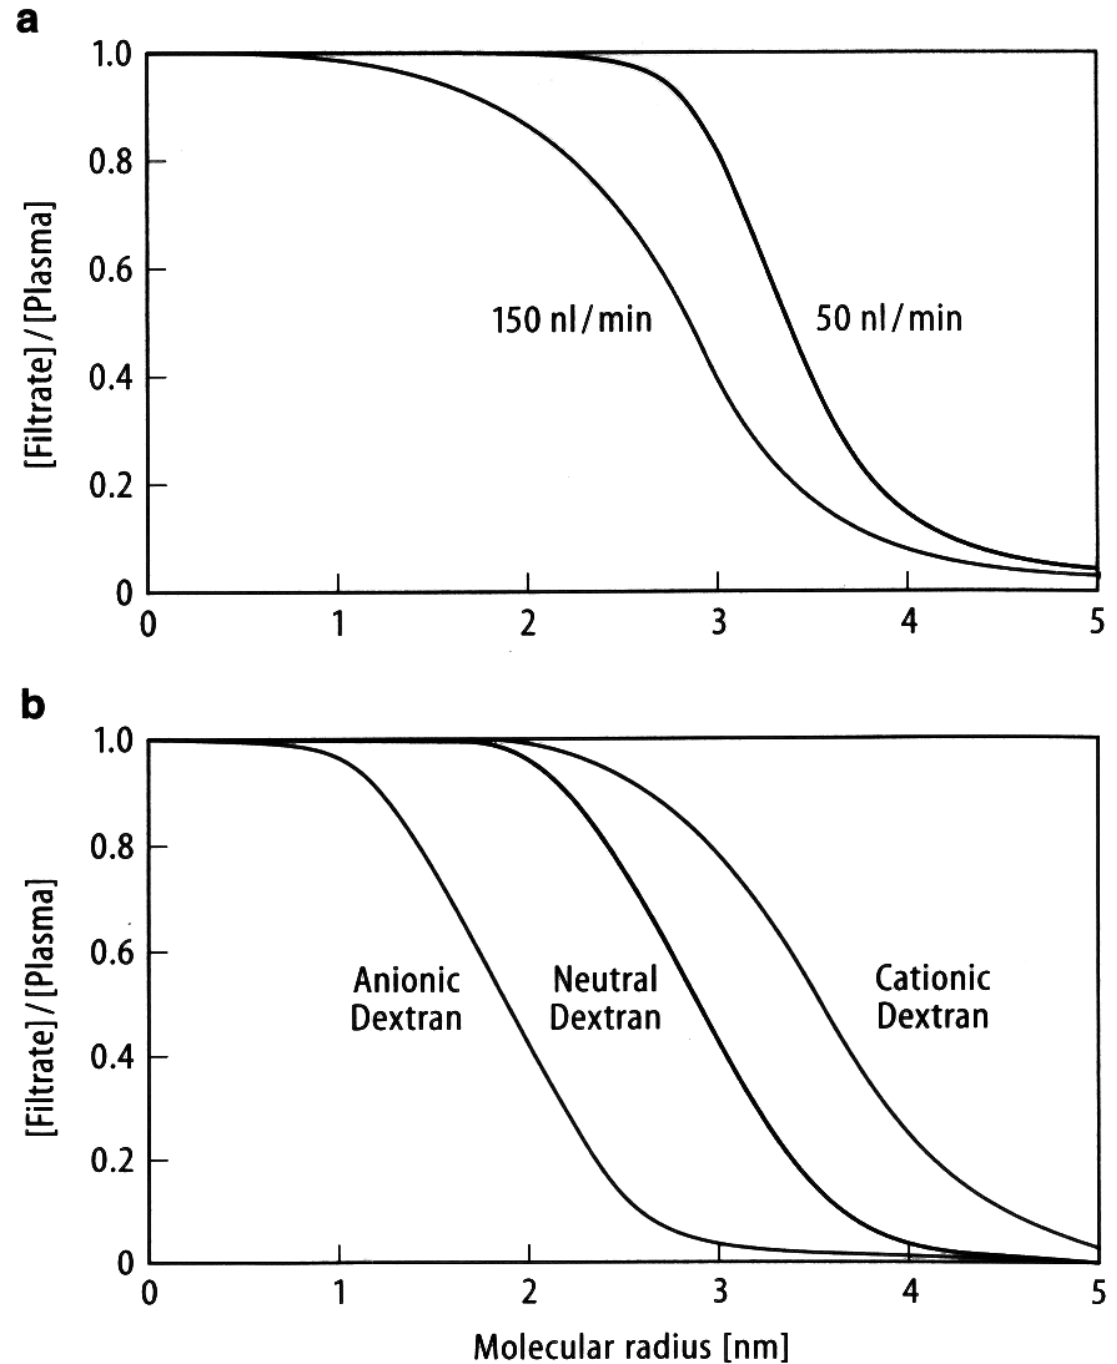 a
1.0
0.8
0.6
0.4
0.2
0
[Filtrate]/[Plasma]
150 nl/min
50 nl/min
0 1 2 3 4 5
b
1.0
0.8
0.6
0.4
0.2
0
[Filtrate]/[Plasma]
Anionic
Dextran
Neutral
Dextran
Cationic
Dextran
0 1 2 3 4 5
Molecular radius [nm]